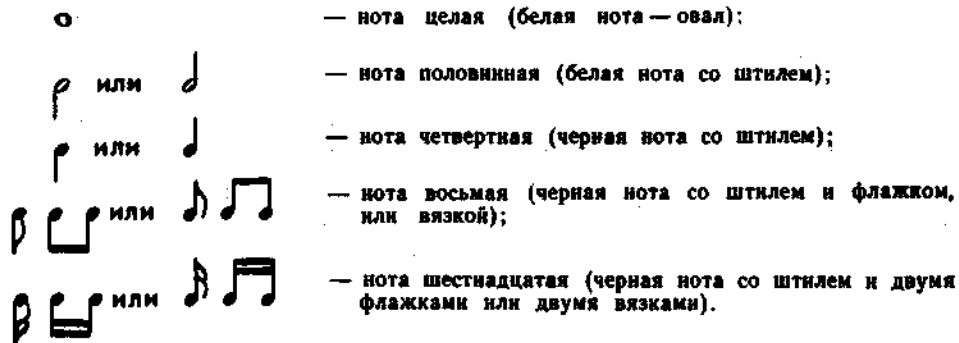 — нота целая (белая нота — овал);
или — нота половинная (белая нота со штилем);
или — нота четвертная (черная нота со штилем);
или — нота восьмая (черная нота со штилем и флажком,
или вязкой);
или — нота шестнадцатая (черная нота со штилем и двумя
флажками или двумя вязками).